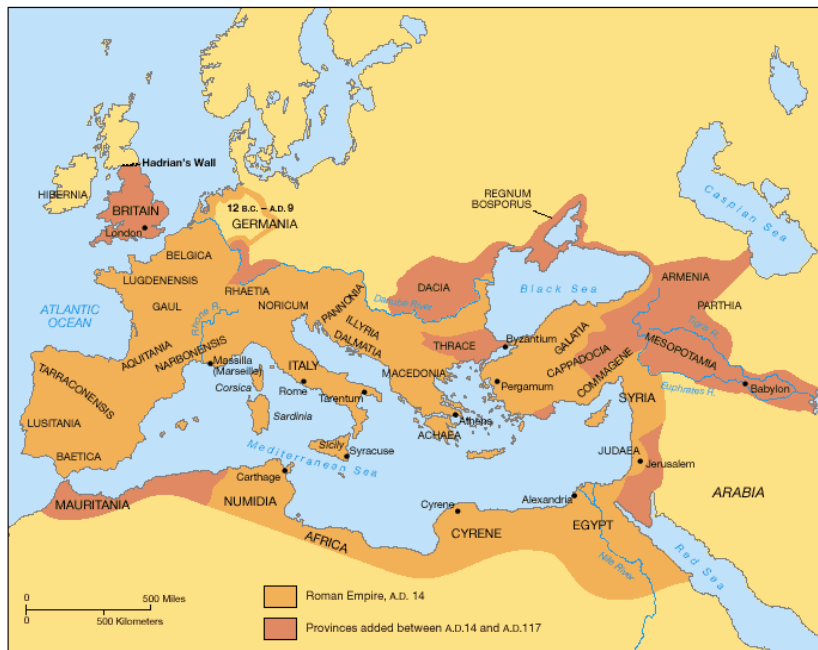 Hadrian's Wall
HIBERNIA
BRITAIN
London
12 B.C. – A.D. 9
GERMANIA
REGNUM
BOSPORUS
Caspian Sea
BELGICA
LUGDENENSIS
GAUL
RHAETIA
NORICUM
PANNONIA
ILLYRIA
DALMATIA
DACIA
Danube River
Black Sea
ARMENIA
PARTHIA
ATLANTIC
OCEAN
Rhone R.
AQUITANIA
NARBONENSIS
Massilla
(Marseille)
Corsica
ITALY
Rome
Tarentum
Sardinia
Sicily
Syracuse
THRACE
Byzantium
MACEDONIA
GALATIA
CAPPADOCIA
COMMAGENE
Pergamum
Athens
ACHAEA
Tigris R.
MESOPOTAMIA
Euphrates R.
Babylon
TARRACONENSIS
LUSITANIA
BAETICA
Mediterranean Sea
SYRIA
JUDAEA
Jerusalem
ARABIA
MAURITANIA
Carthage
NUMIDIA
AFRICA
Cyrene
CYRENE
Alexandria
EGYPT
Nile River
Red Sea
0 500 Miles
0 500 Kilometers
Roman Empire, A.D. 14
Provinces added between A.D.14 and A.D.117